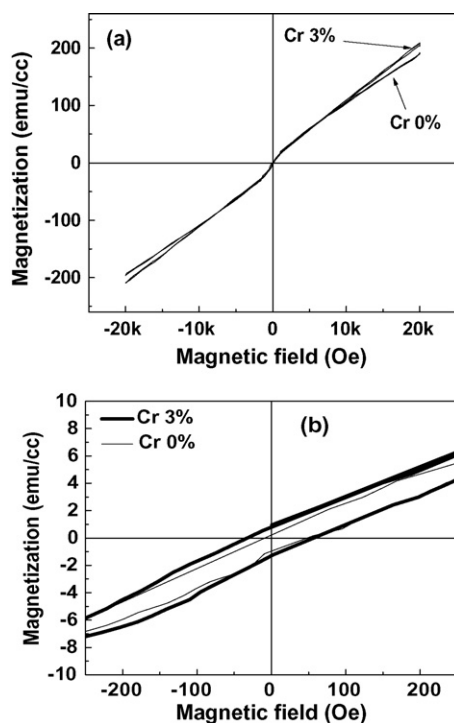 (a)
Cr 3%
Cr 0%
200
100
0
-100
-200
-20k -10k 0 10k 20k
Magnetization (emu/cc)
Magnetic field (Oe)
(b)
Cr 3%
Cr 0%
10
8
6
4
2
0
-2
-4
-6
-8
-10
-200 -100 0 100 200
Magnetization (emu/cc)
Magnetic field (Oe)